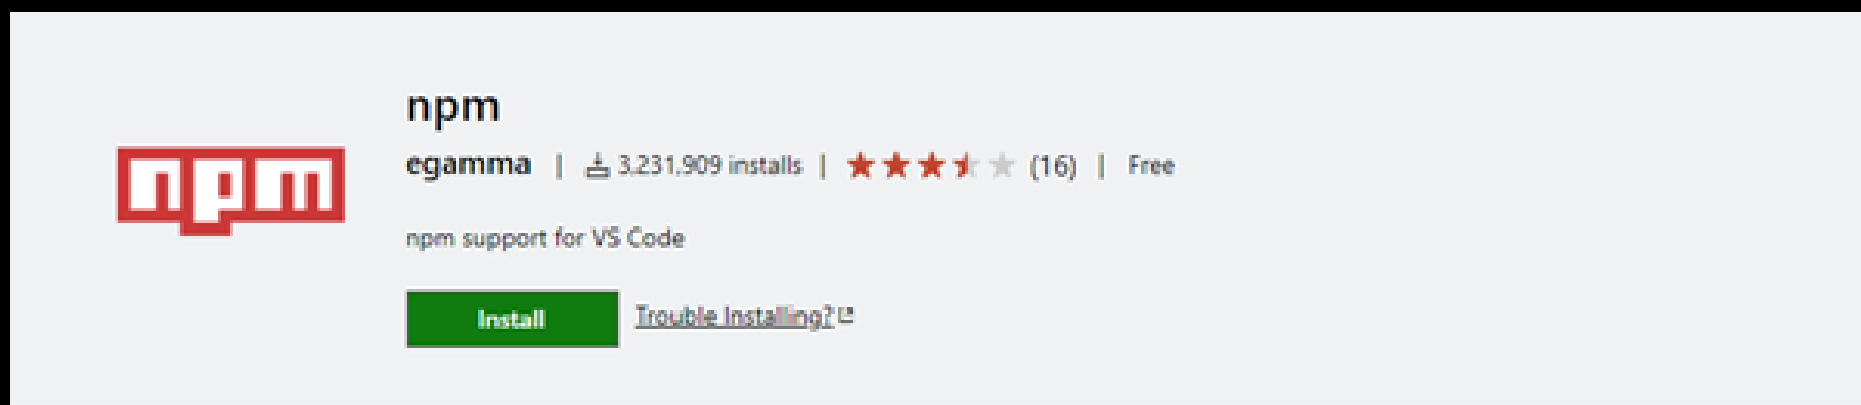 npm
npm
egamma | 3,231,909 installs | (16) | Free
npm support for VS Code
Install Trouble Installing?